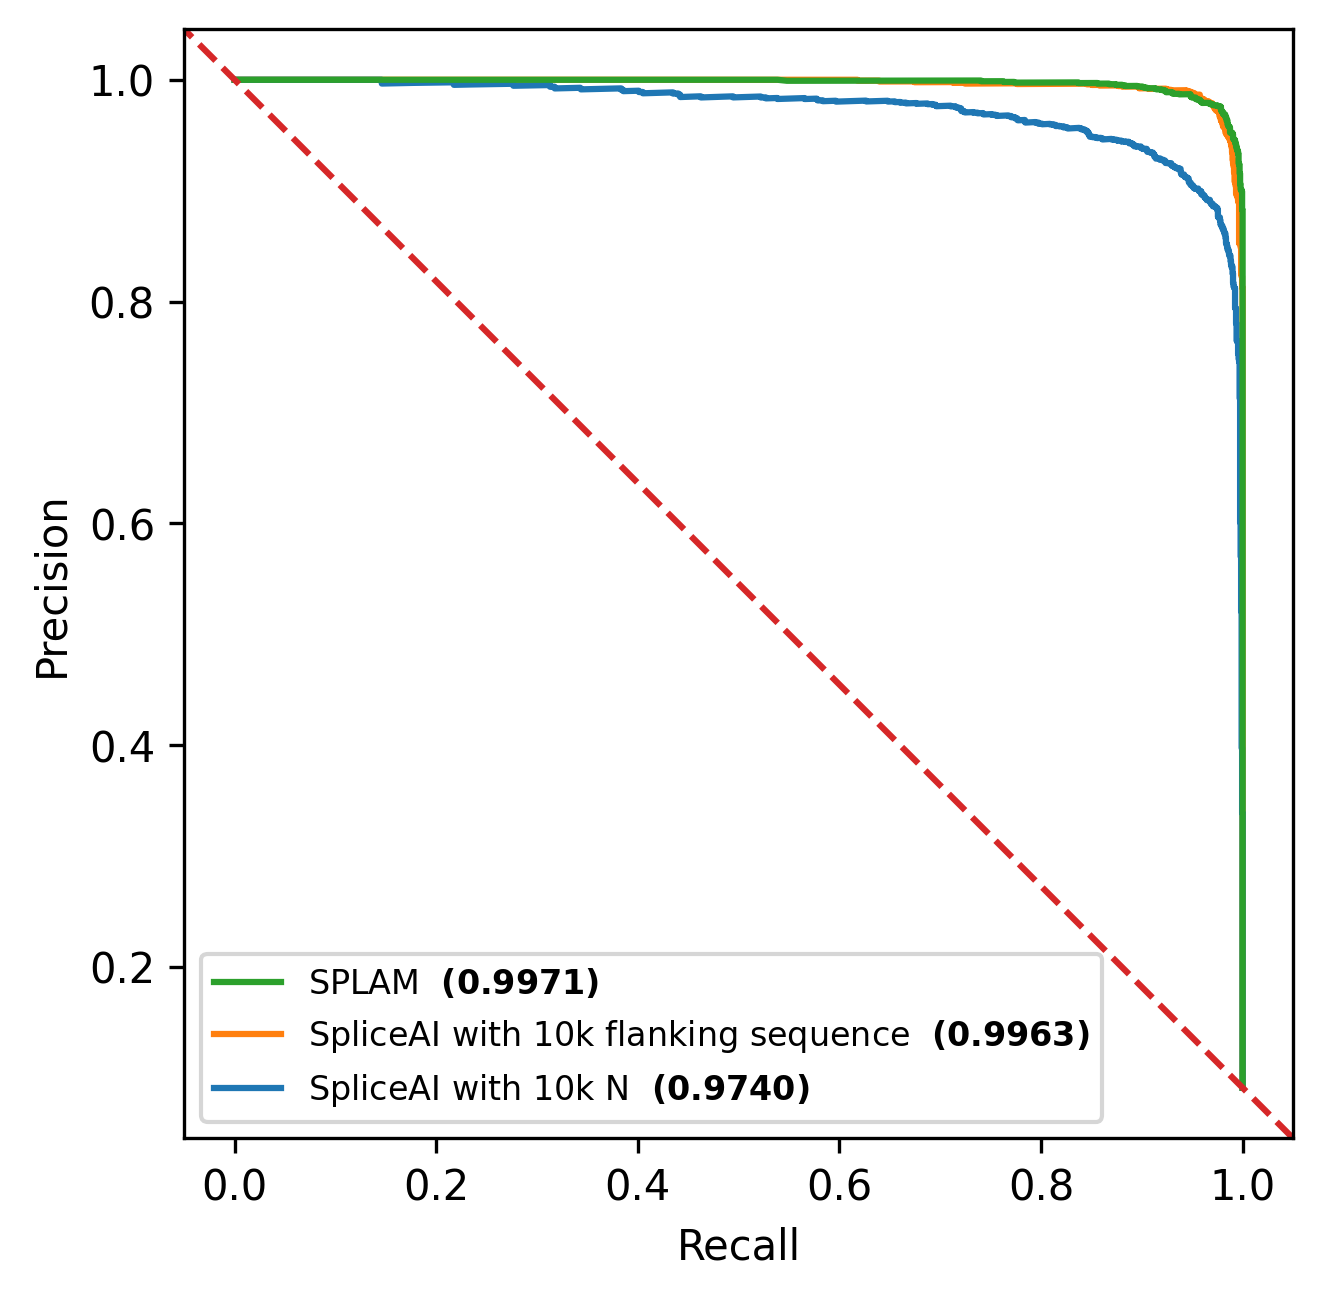 1.0
0.8
0.6
0.4
0.2
Precision
SPLAM (0.9971)
SpliceAI with 10k flanking sequence (0.9963)
SpliceAI with 10k N (0.9740)
0.0 0.2 0.4 0.6 0.8 1.0
Recall